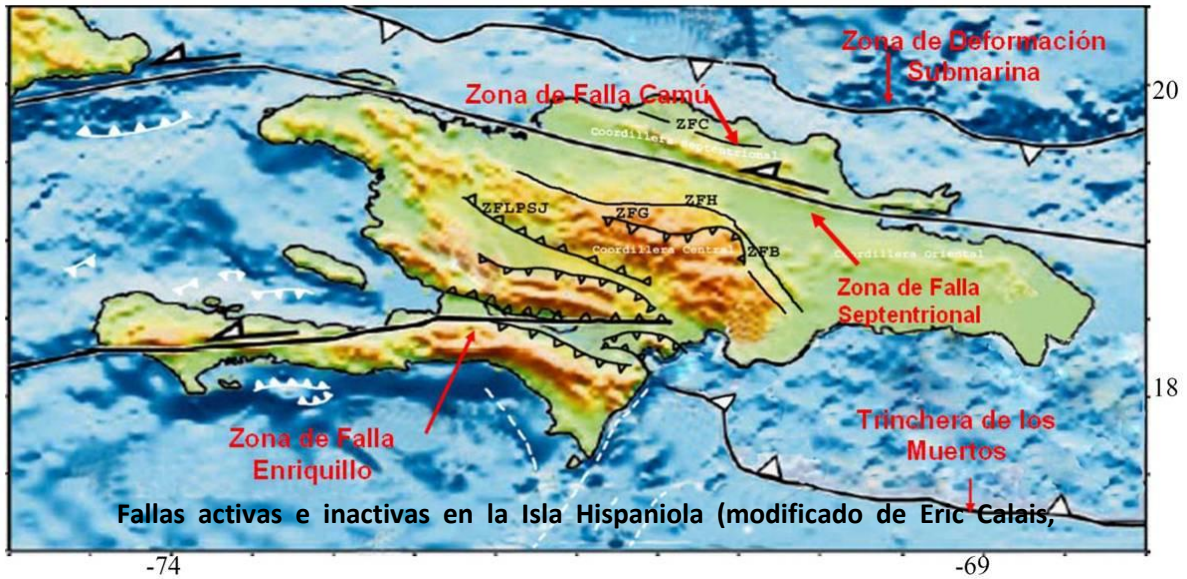 Zona de Deformación
Submarina
20
Zona de Falla Camú
ZFC
Coordillera Septentrional
ZFLPSJ
ZFG
ZFH
Coordillera Central
ZFB
Coordillera Oriental
Zona de Falla
Septentrional
18
Trinchera de los
Muertos
Zona de Falla
Enriquillo
Fallas activas e inactivas en la Isla Hispaniola (modificado de Eric Calais,
-74
-69